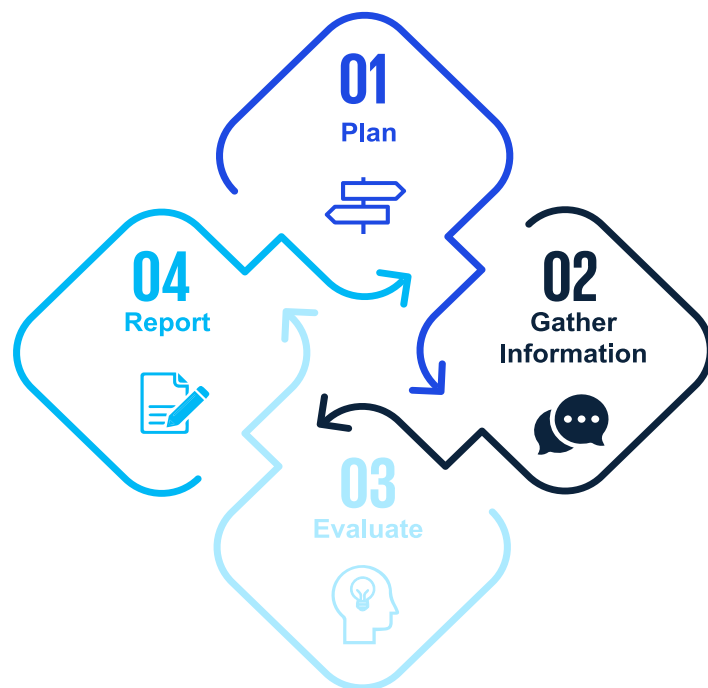 01
Plan
02
Gather
Information
03
Evaluate
04
Report